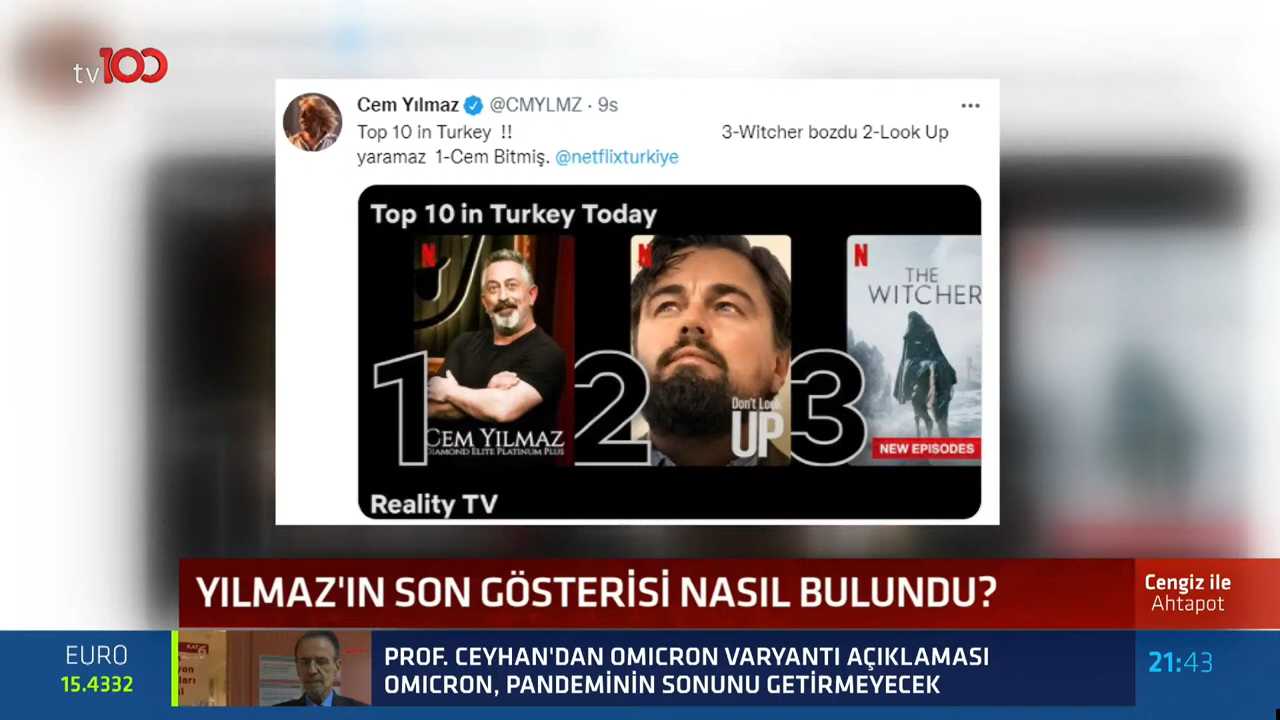 tv100
Cem Yılmaz @CMYLMZ · 9s
Top 10 in Turkey !! 3-Witcher bozdu 2-Look Up
yaramaz 1-Cem Bitmiş. @netflixturkiye
Top 10 in Turkey Today
N
N
N
THE
WITCHER
1
2
3
Don't Look
UP
CEM YILMAZ
DIAMOND ELITE PLATINUM PLUS
NEW EPISODES
Reality TV
YILMAZ'IN SON GÖSTERİSİ NASIL BULUNDU?
Cengiz ile
Ahtapot
EURO
15.4332
PROF. CEYHAN'DAN OMICRON VARYANTI AÇIKLAMASI
OMICRON, PANDEMİNİN SONUNU GETİRMEYECEK
21:43